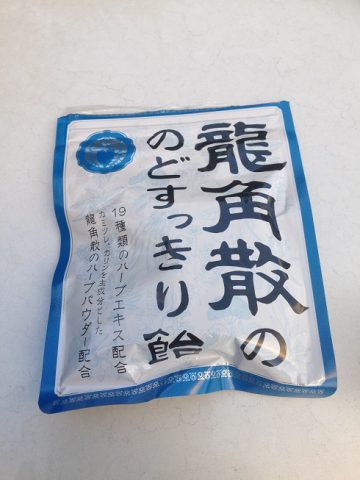 龍角散の
のどすっきり飴
19種類のハーブエキス配合
カミツレ、カリンを主成分とした
龍角散のハーブパウダー配合